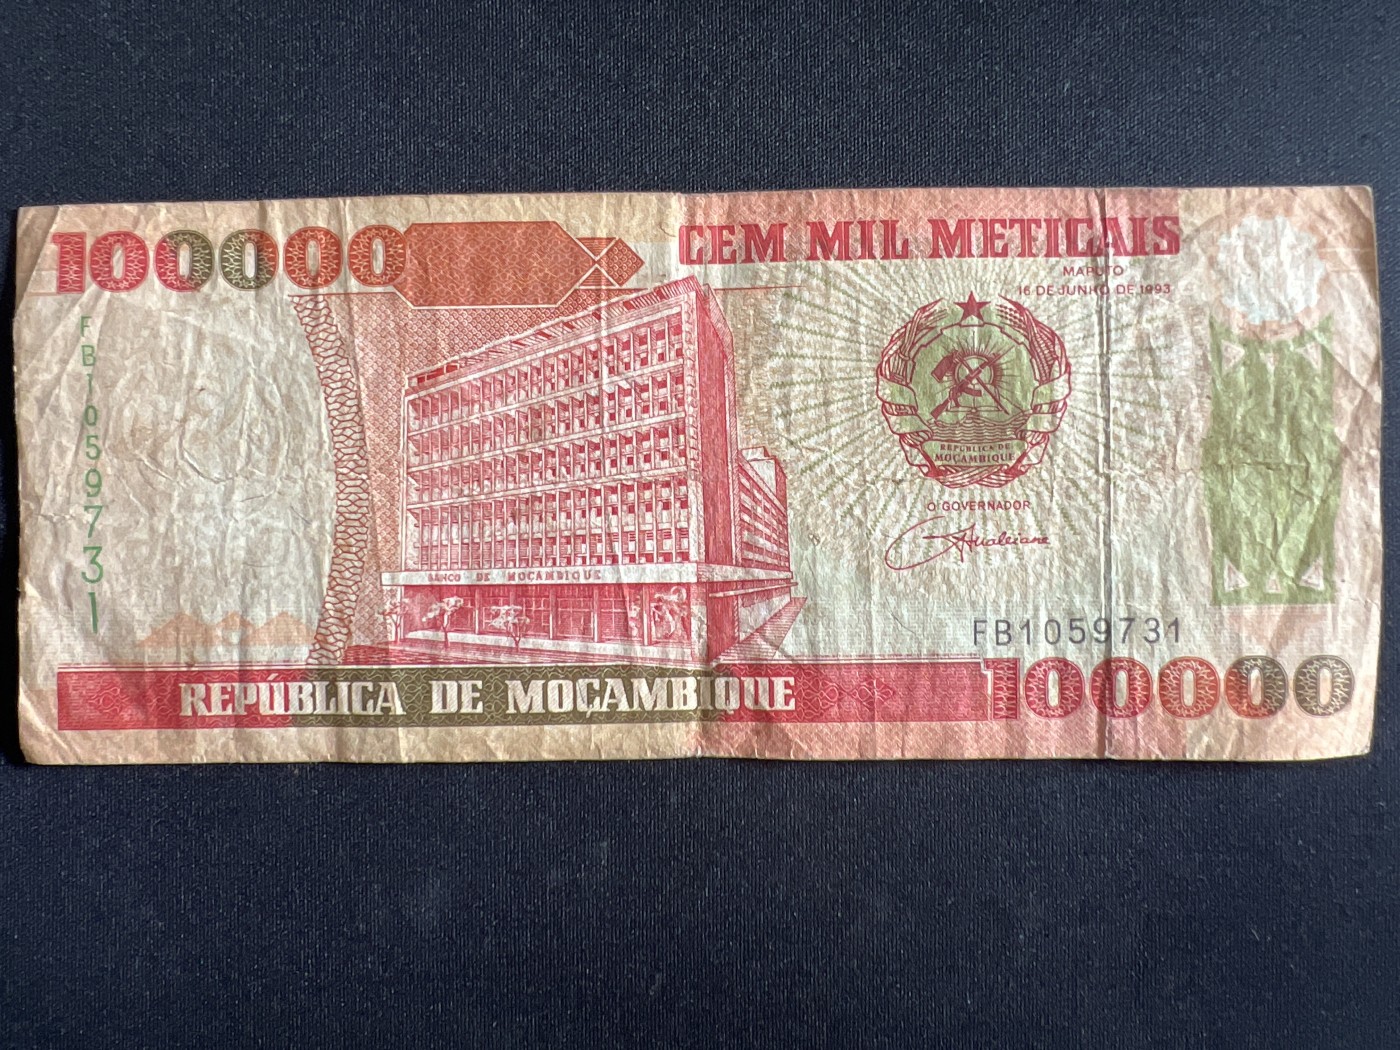 100000
CEM MIL METICAIS
MAPUTO
16 DE JUNHO DE 1993
FB1059731
REPÚBLICA DE
MOÇAMBIQUE
O GOVERNADOR
BANCO DE MOÇAMBIQUE
FB1059731
REPÚBLICA DE MOÇAMBIQUE
100000